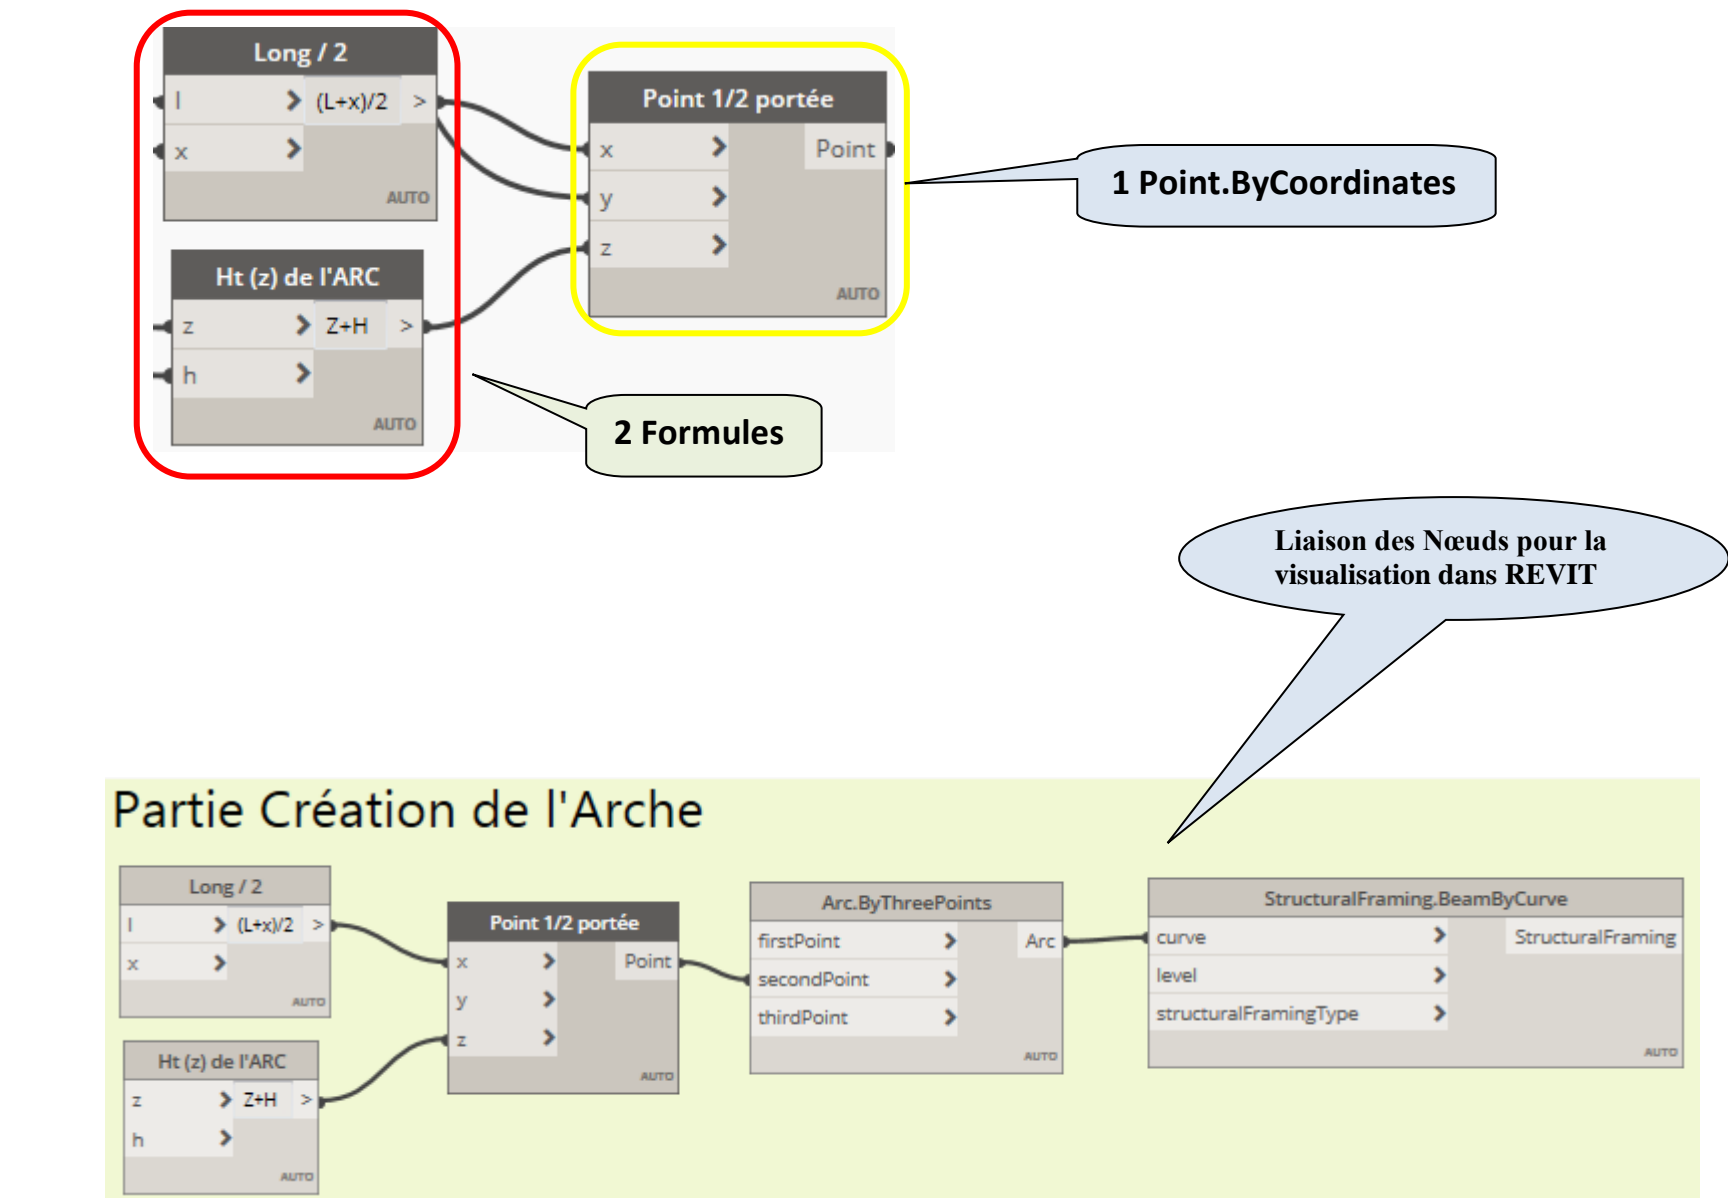 Long / 2
l
(L+x)/2 >
x
AUTO
Ht (z) de l'ARC
z
Z+H >
h
AUTO
Point 1/2 portée
x
Point
y
z
AUTO
1 Point.ByCoordinates
2 Formules
Liaison des Nœuds pour la
visualisation dans REVIT
Partie Création de l'Arche
Long / 2
l
(L+x)/2 >
x
AUTO
Ht (z) de l'ARC
z
Z+H >
h
AUTO
Point 1/2 portée
x
Point
y
z
AUTO
Arc.ByThreePoints
firstPoint
Arc
secondPoint
thirdPoint
AUTO
StructuralFraming.BeamByCurve
curve
StructuralFraming
level
structuralFramingType
AUTO